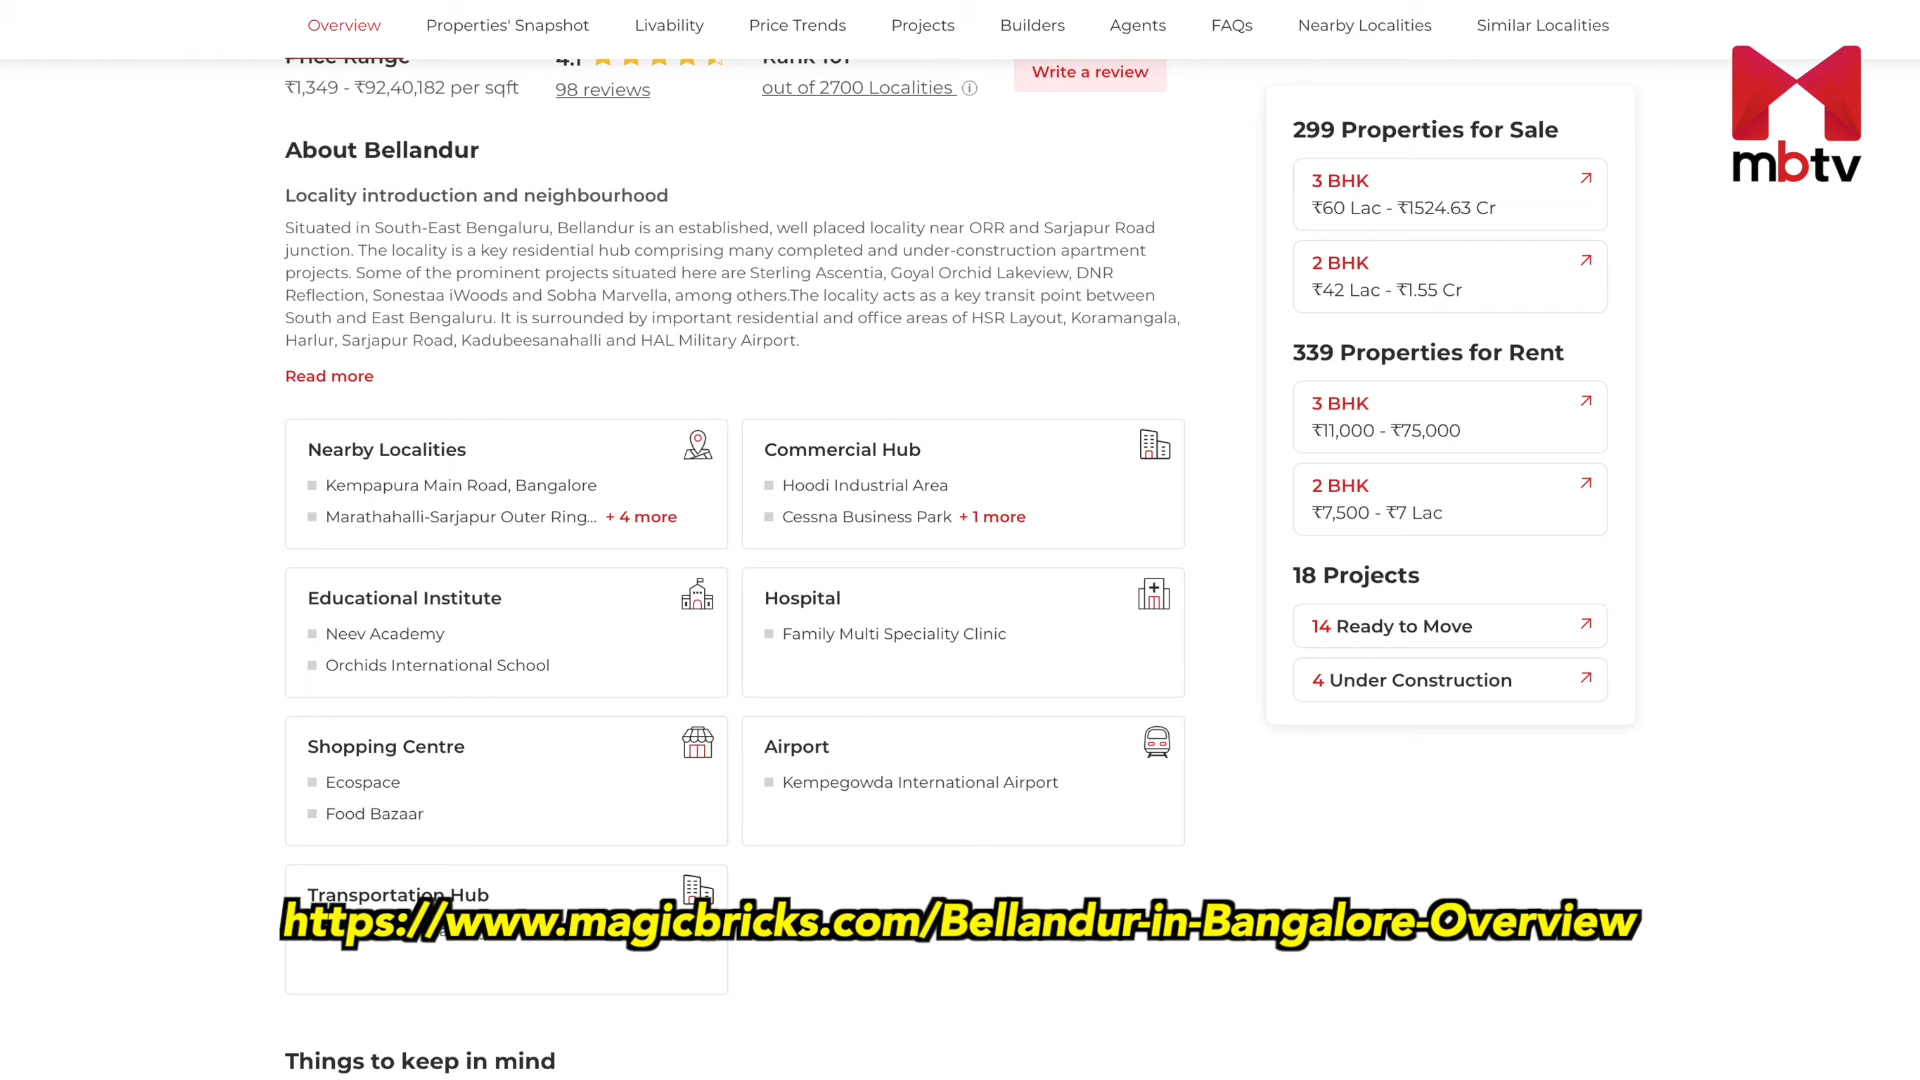 Overview Properties' Snapshot Livability Price Trends Projects Builders Agents FAQs Nearby Localities Similar Localities
Price Range
4.1
Rank 101
₹1,349 - ₹92,40,182 per sqft
98 reviews
out of 2700 Localities
Write a review
About Bellandur
Locality introduction and neighbourhood
Situated in South-East Bengaluru, Bellandur is an established, well placed locality near ORR and Sarjapur Road
junction. The locality is a key residential hub comprising many completed and under-construction apartment
projects. Some of the prominent projects situated here are Sterling Ascentia, Goyal Orchid Lakeview, DNR
Reflection, Sonestaa iWoods and Sobha Marvella, among others.The locality acts as a key transit point between
South and East Bengaluru. It is surrounded by important residential and office areas of HSR Layout, Koramangala,
Harlur, Sarjapur Road, Kadubeesanahalli and HAL Military Airport.
Read more
Nearby Localities
Kempapura Main Road, Bangalore
Marathahalli-Sarjapur Outer Ring... + 4 more
Commercial Hub
Hoodi Industrial Area
Cessna Business Park + 1 more
Educational Institute
Neev Academy
Orchids International School
Hospital
Family Multi Speciality Clinic
Shopping Centre
Ecospace
Food Bazaar
Airport
Kempegowda International Airport
Transportation Hub
https://www.magicbricks.com/Bellandur-in-Bangalore-Overview
Things to keep in mind
299 Properties for Sale
3 BHK
₹60 Lac - ₹1524.63 Cr
2 BHK
₹42 Lac - ₹1.55 Cr
339 Properties for Rent
3 BHK
₹11,000 - ₹75,000
2 BHK
₹7,500 - ₹7 Lac
18 Projects
14 Ready to Move
4 Under Construction
mbtv